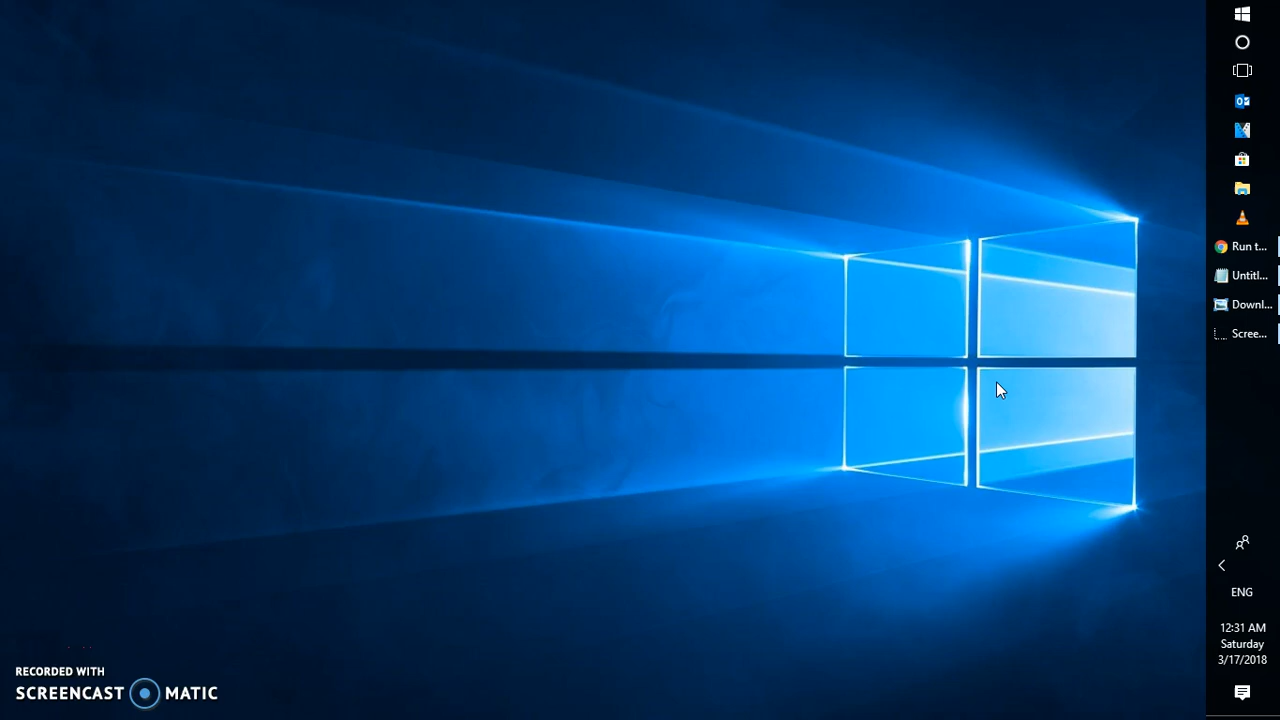 Run t...
Untitl...
Downl...
Scree...
ENG
12:31 AM
Saturday
3/17/2018
RECORDED WITH
SCREENCAST MATIC